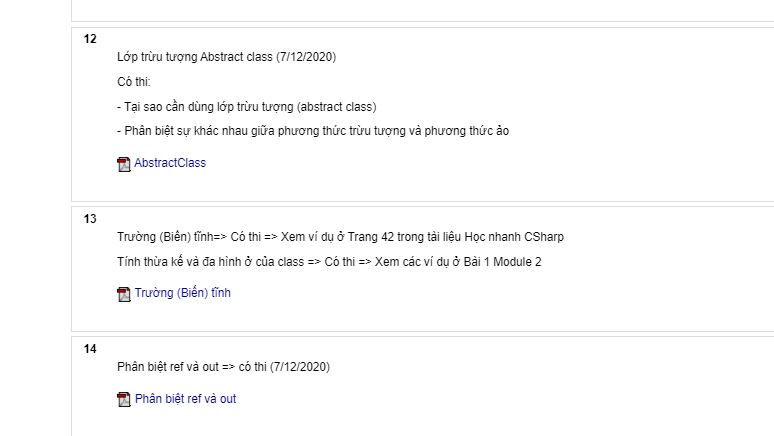 12
Lớp trừu tượng Abstract class (7/12/2020)
Có thi:
- Tại sao cần dùng lớp trừu tượng (abstract class)
- Phân biệt sự khác nhau giữa phương thức trừu tượng và phương thức ảo
AbstractClass
13
Trường (Biến) tĩnh=> Có thi => Xem ví dụ ở Trang 42 trong tài liệu Học nhanh CSharp
Tính thừa kế và đa hình ở của class => Có thi => Xem các ví dụ ở Bài 1 Module 2
Trường (Biến) tĩnh
14
Phân biệt ref và out => có thi (7/12/2020)
Phân biệt ref và out